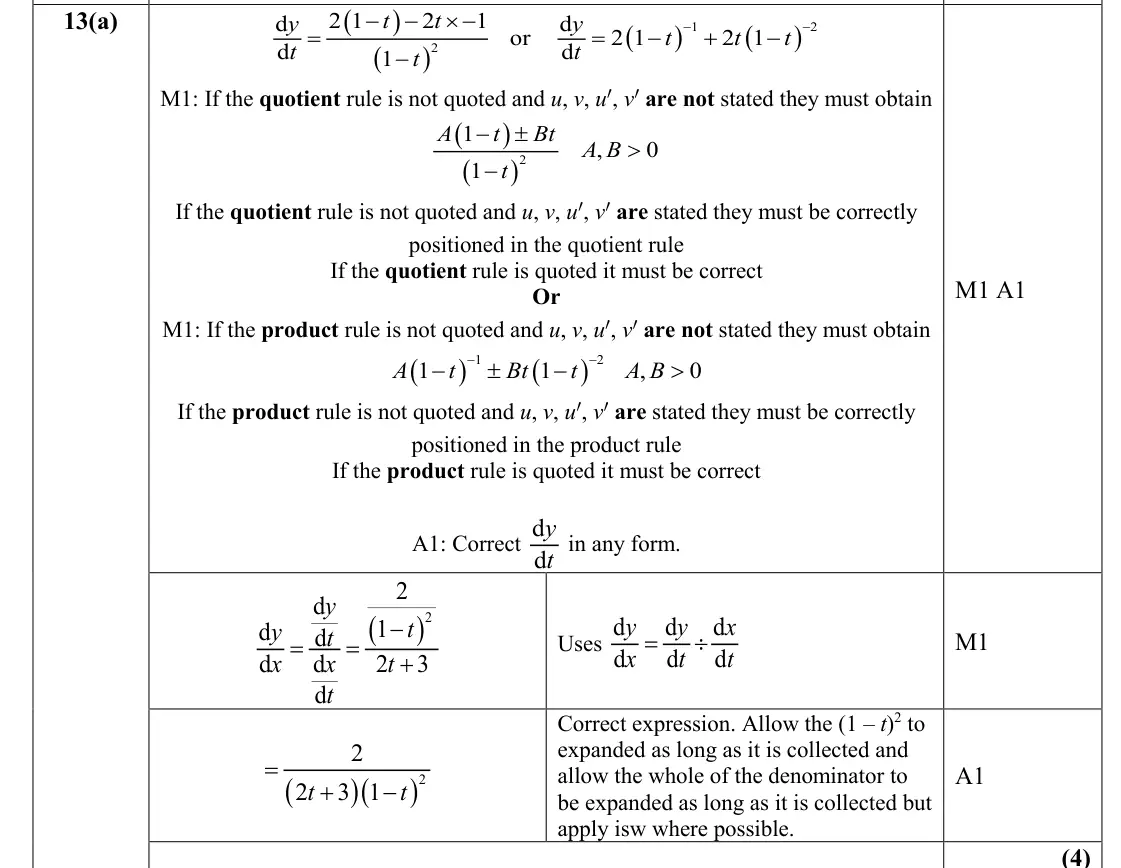 13(a)
dy/dt = (2(1 − t) − 2t × −1)/(1 − t)² or dy/dt = 2(1 − t)⁻¹ + 2t(1 − t)⁻²
M1: If the quotient rule is not quoted and u, v, u′, v′ are not stated they must obtain
(A(1 − t) ± Bt)/(1 − t)² A, B > 0
If the quotient rule is not quoted and u, v, u′, v′ are stated they must be correctly
positioned in the quotient rule
If the quotient rule is quoted it must be correct
Or
M1: If the product rule is not quoted and u, v, u′, v′ are not stated they must obtain
A(1 − t)⁻¹ ± Bt(1 − t)⁻² A, B > 0
If the product rule is not quoted and u, v, u′, v′ are stated they must be correctly
positioned in the product rule
If the product rule is quoted it must be correct
A1: Correct dy/dt in any form.
M1 A1
dy/dx = (dy/dt)/(dx/dt) = (2/(1 − t)²)/(2t + 3)
Uses dy/dx = dy/dt ÷ dx/dt
M1
= 2/((2t + 3)(1 − t)²)
Correct expression. Allow the (1 – t)² to
expanded as long as it is collected and
allow the whole of the denominator to
be expanded as long as it is collected but
apply isw where possible.
A1
(4)